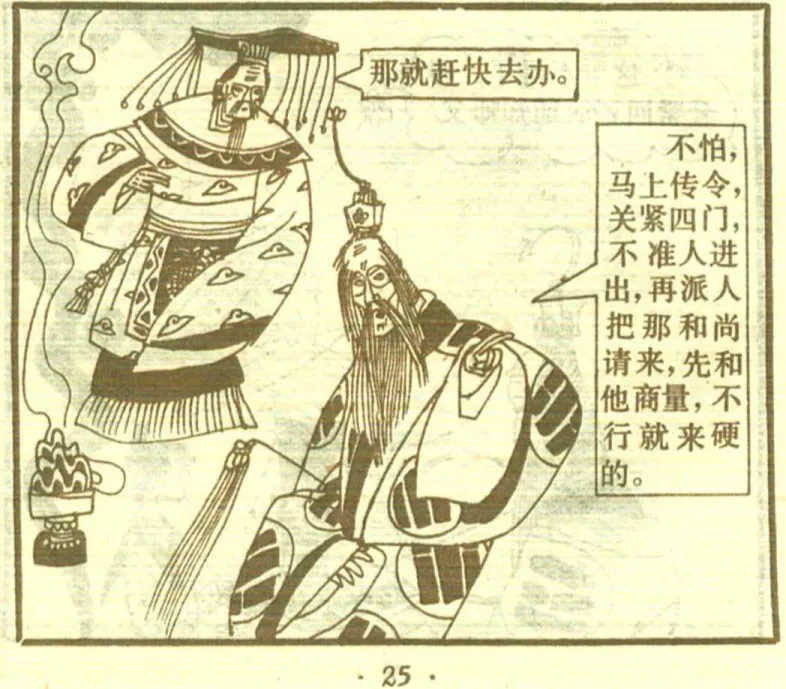 那就赶快去办。
不怕，
马上传令，
关紧四门，
不准人进
出，再派人
把那和尚
请来，先和
他商量，不
行就来硬
的。
· 25 ·